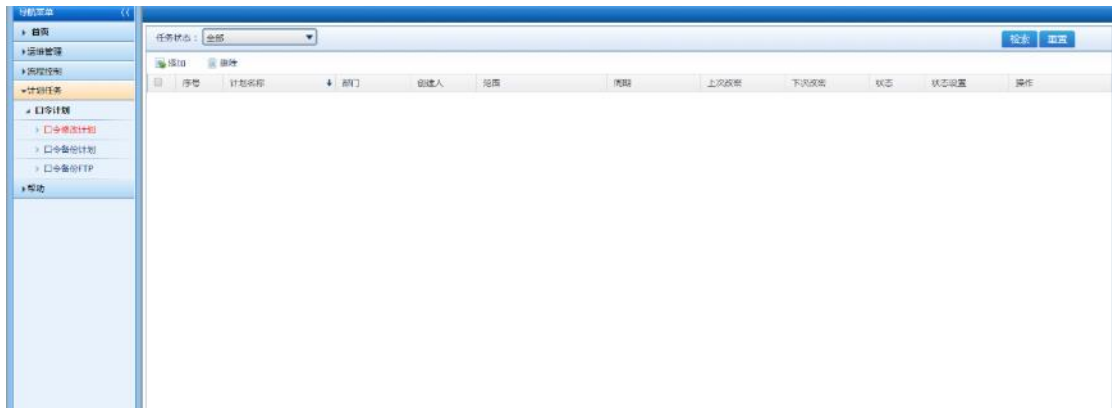 导航菜单
首页
运维管理
流程控制
计划任务
口令计划
口令修改计划
口令备份计划
口令备份FTP
帮助
任务状态：全部 检索 重置
添加 删除
序号 计划名称 部门 创建人 范围 周期 上次改密 下次改密 状态 状态设置 操作